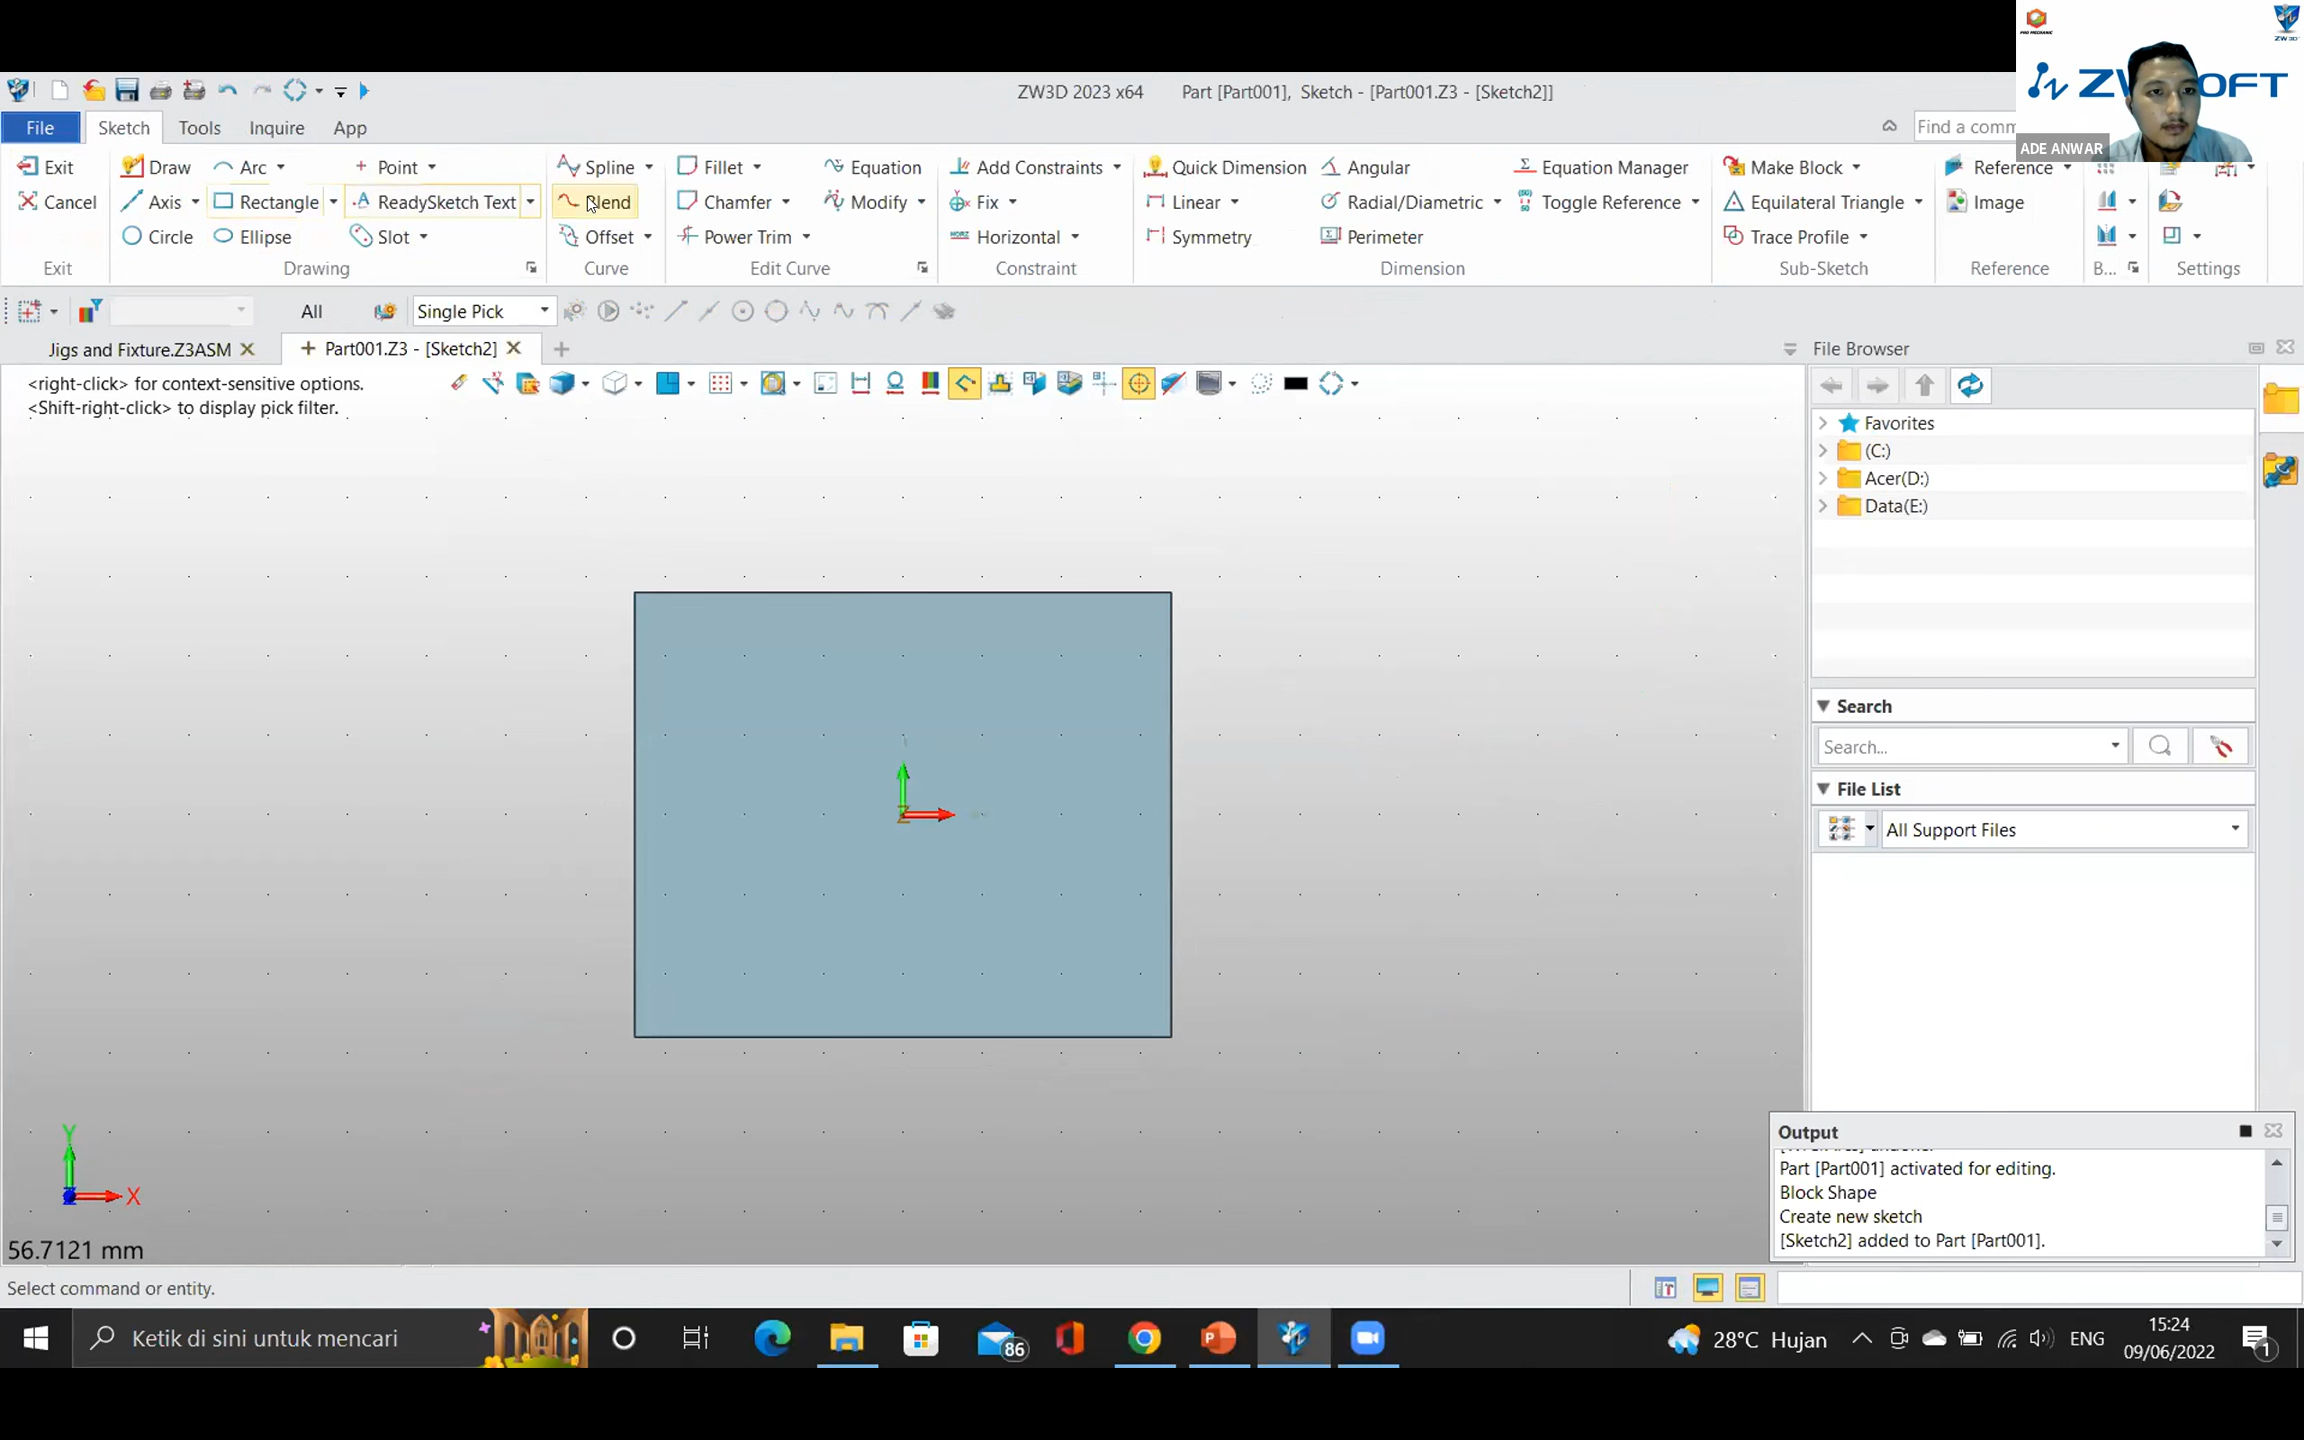 ZW3D 2023 x64 Part [Part001], Sketch - [Part001.Z3 - [Sketch2]]
ZW 3D
ADE ANWAR
File Sketch Tools Inquire App
Find a comm
Exit Draw Arc Point Spline Fillet Equation Add Constraints Quick Dimension Angular Equation Manager Make Block Reference
Cancel Axis Rectangle ReadySketch Text Blend Chamfer Modify Fix Linear Radial/Diametric Toggle Reference Equilateral Triangle Image
Circle Ellipse Slot Offset Power Trim Horizontal Symmetry Perimeter Trace Profile
Exit Drawing Curve Edit Curve Constraint Dimension Sub-Sketch Reference B... Settings
All Single Pick
Jigs and Fixture.Z3ASM Part001.Z3 - [Sketch2]
File Browser
<right-click> for context-sensitive options.
<Shift-right-click> to display pick filter.
Favorites
(C:)
Acer(D:)
Data(E:)
Search
Search...
File List
All Support Files
Y
X
56.7121 mm
Output
Part [Part001] activated for editing.
Block Shape
Create new sketch
[Sketch2] added to Part [Part001].
Select command or entity.
Ketik di sini untuk mencari
86
28°C Hujan
ENG
15:24
09/06/2022
1